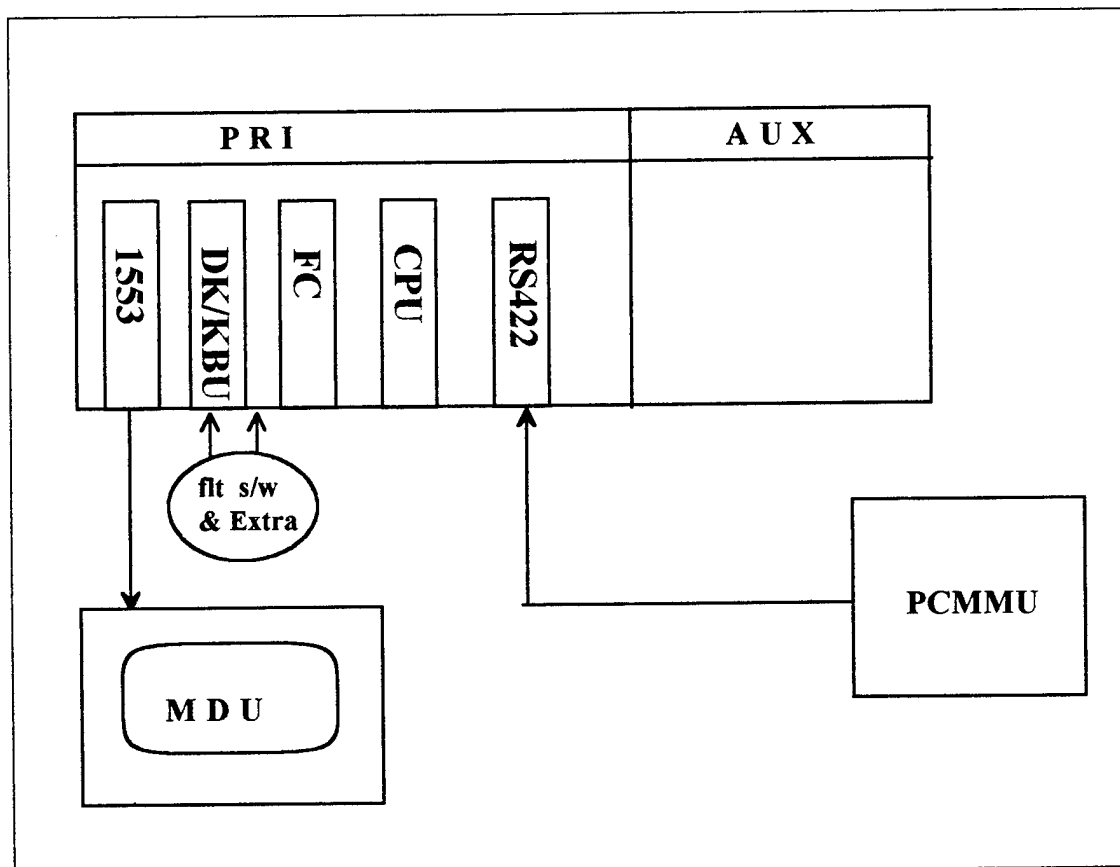 PRI
AUX
1553
DK/KBU
FC
CPU
RS422
flt s/w
& Extra
MDU
PCMMU